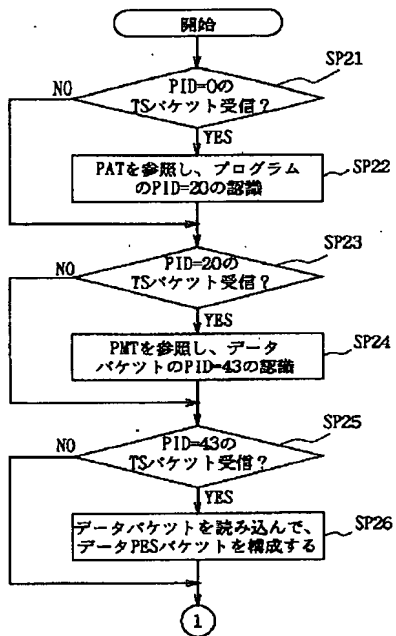 開始
SP21
NO
PID=0の
TSパケット受信?
YES
PATを参照し、プログラム
のPID=20の認識
SP22
SP23
NO
PID=20の
TSパケット受信?
YES
PMTを参照し、データ
パケットのPID=43の認識
SP24
SP25
NO
PID=43の
TSパケット受信?
YES
データパケットを読み込んで、
データPESパケットを構成する
SP26
1